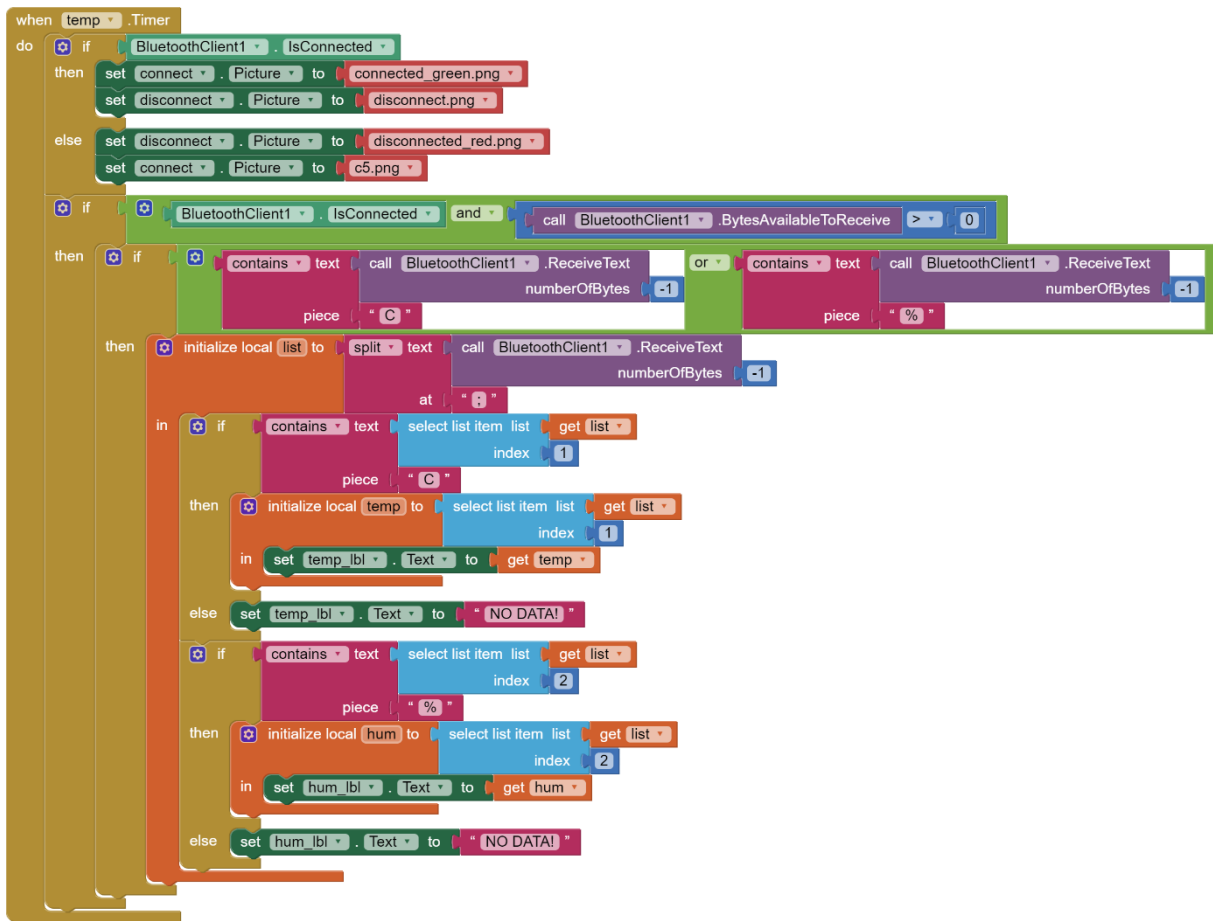 when temp .Timer
do if BluetoothClient1 . IsConnected
then set connect . Picture to connected_green.png
set disconnect . Picture to disconnect.png
else set disconnect . Picture to disconnected_red.png
set connect . Picture to c5.png
if BluetoothClient1 . IsConnected and call BluetoothClient1 .BytesAvailableToReceive > 0
then if contains text call BluetoothClient1 .ReceiveText or contains text call BluetoothClient1 .ReceiveText
numberOfBytes -1 numberOfBytes -1
piece " C " piece " % "
then initialize local list to split text call BluetoothClient1 .ReceiveText
numberOfBytes -1
at " ; "
in if contains text select list item list get list
index 1
piece " C "
then initialize local temp to select list item list get list
index 1
in set temp_lbl . Text to get temp
else set temp_lbl . Text to " NO DATA! "
if contains text select list item list get list
index 2
piece " % "
then initialize local hum to select list item list get list
index 2
in set hum_lbl . Text to get hum
else set hum_lbl . Text to " NO DATA! "